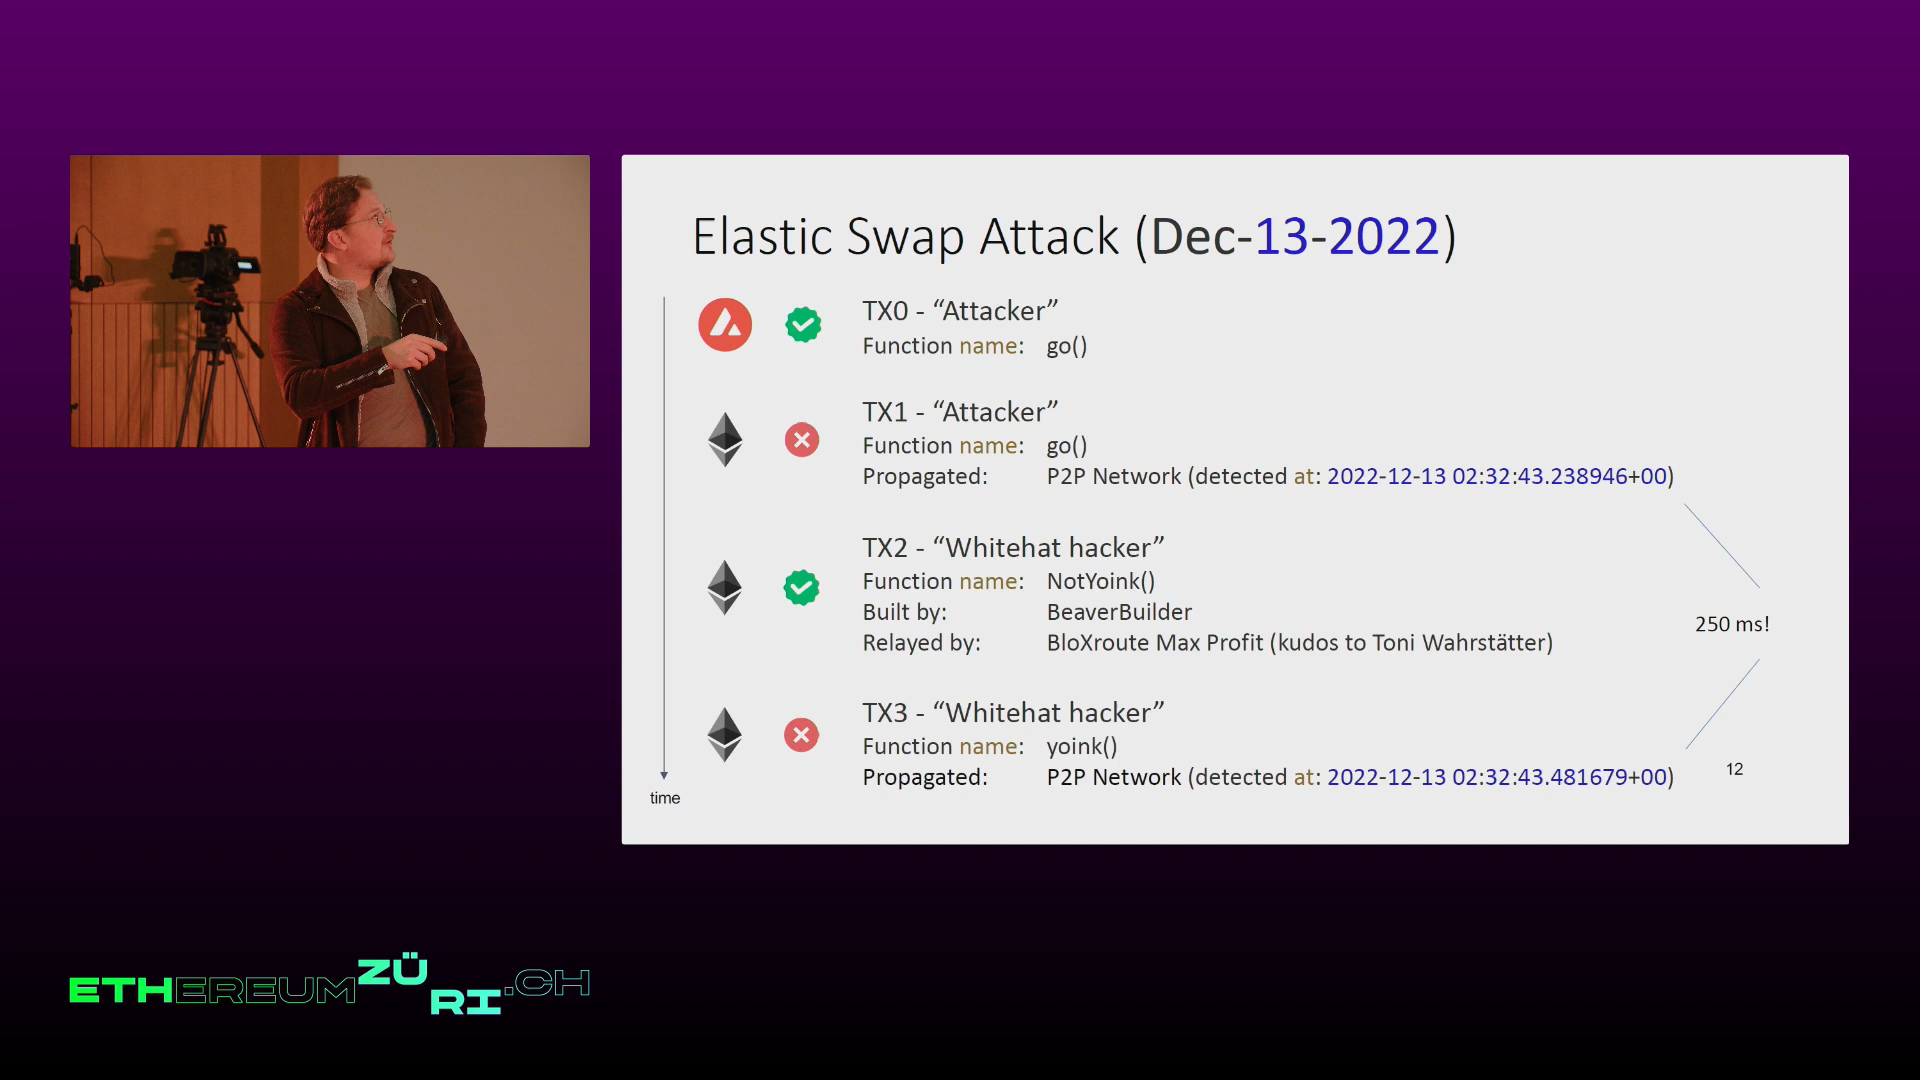 Elastic Swap Attack (Dec-13-2022)
TX0 - “Attacker”
Function name: go()
TX1 - “Attacker”
Function name: go()
Propagated: P2P Network (detected at: 2022-12-13 02:32:43.238946+00)
TX2 - “Whitehat hacker”
Function name: NotYoink()
Built by: BeaverBuilder
Relayed by: BloXroute Max Profit (kudos to Toni Wahrstätter)
250 ms!
TX3 - “Whitehat hacker”
Function name: yoink()
Propagated: P2P Network (detected at: 2022-12-13 02:32:43.481679+00)
12
time
ETHEREUMZÜRI.CH